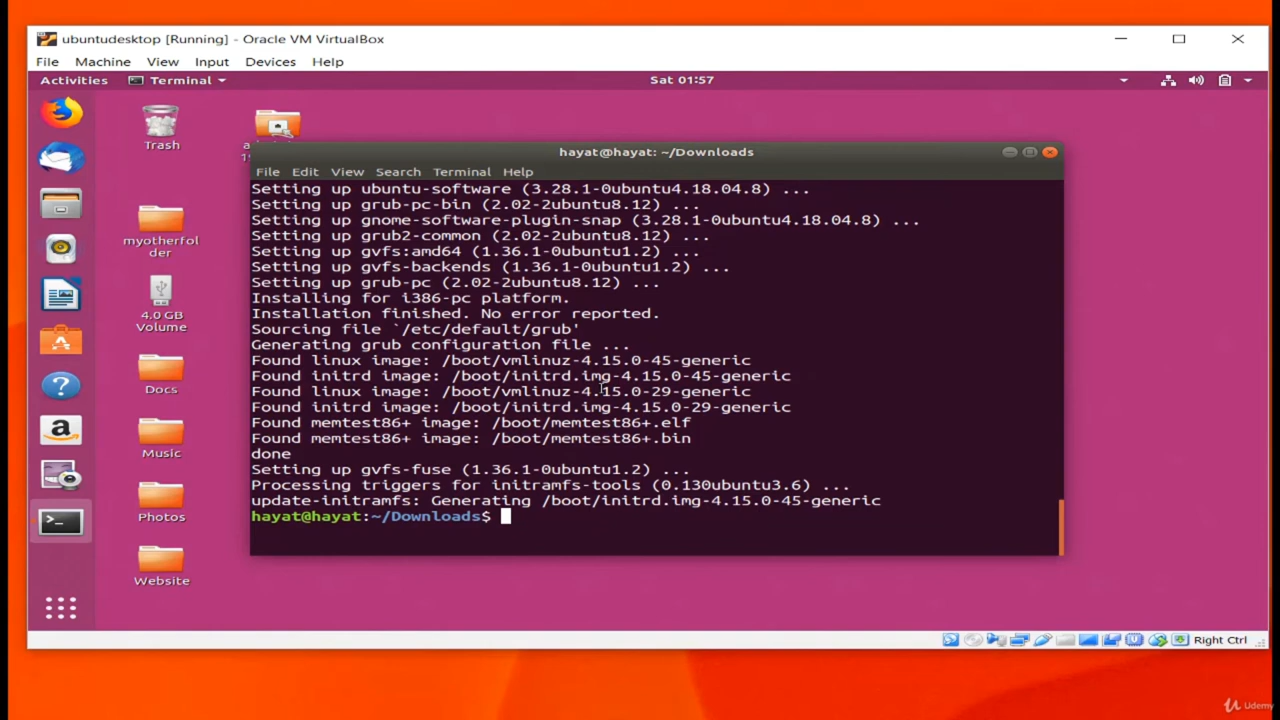 ubuntudesktop [Running] - Oracle VM VirtualBox
File Machine View Input Devices Help
Activities Terminal Sat 01:57
Trash
myotherfolder
4.0 GB Volume
Docs
Music
Photos
Website
hayat@hayat: ~/Downloads
File Edit View Search Terminal Help
Setting up ubuntu-software (3.28.1-0ubuntu4.18.04.8) ...
Setting up grub-pc-bin (2.02-2ubuntu8.12) ...
Setting up gnome-software-plugin-snap (3.28.1-0ubuntu4.18.04.8) ...
Setting up grub2-common (2.02-2ubuntu8.12) ...
Setting up gvfs:amd64 (1.36.1-0ubuntu1.2) ...
Setting up gvfs-backends (1.36.1-0ubuntu1.2) ...
Setting up grub-pc (2.02-2ubuntu8.12) ...
Installing for i386-pc platform.
Installation finished. No error reported.
Sourcing file `/etc/default/grub'
Generating grub configuration file ...
Found linux image: /boot/vmlinuz-4.15.0-45-generic
Found initrd image: /boot/initrd.img-4.15.0-45-generic
Found linux image: /boot/vmlinuz-4.15.0-29-generic
Found initrd image: /boot/initrd.img-4.15.0-29-generic
Found memtest86+ image: /boot/memtest86+.elf
Found memtest86+ image: /boot/memtest86+.bin
done
Setting up gvfs-fuse (1.36.1-0ubuntu1.2) ...
Processing triggers for initramfs-tools (0.130ubuntu3.6) ...
update-initramfs: Generating /boot/initrd.img-4.15.0-45-generic
hayat@hayat:~/Downloads$
Right Ctrl
Udemy